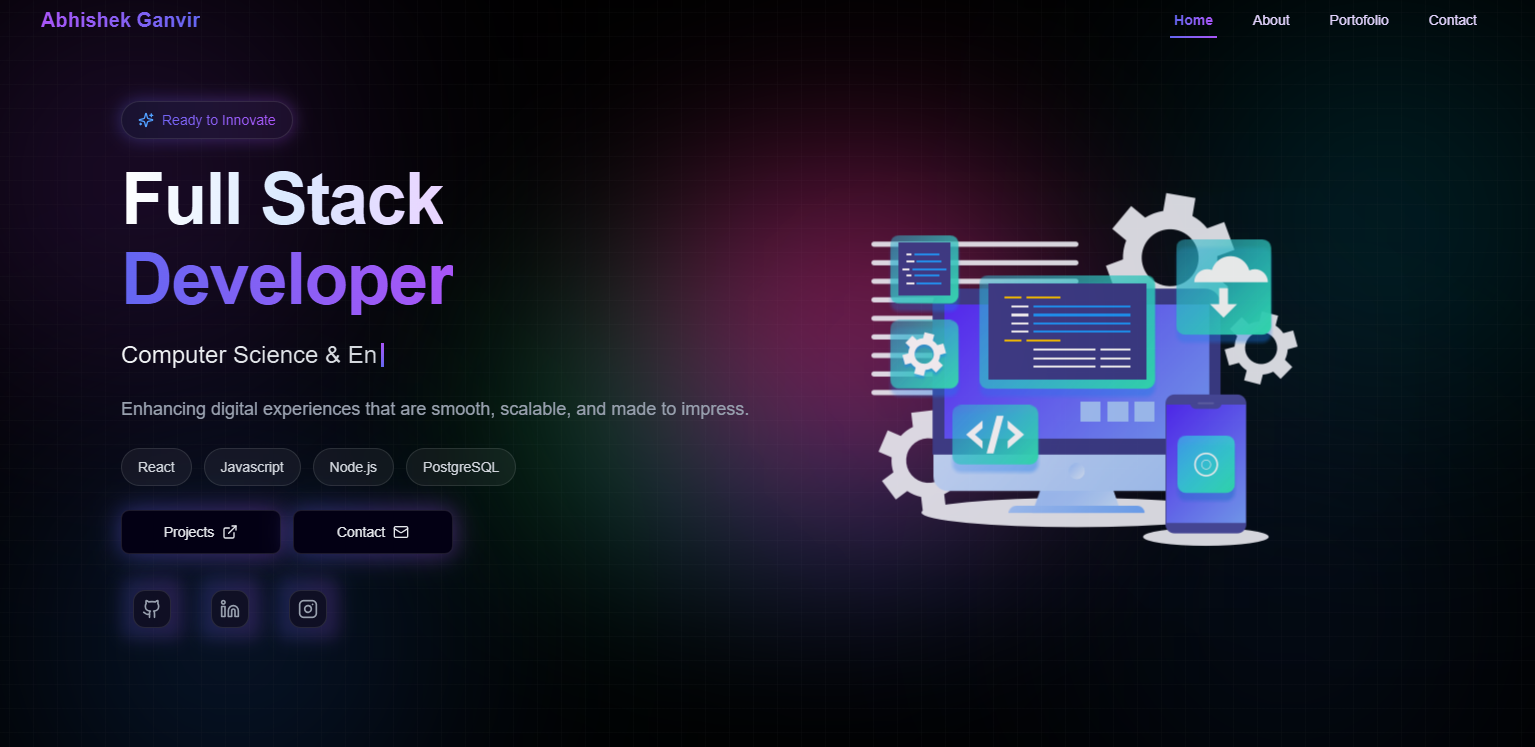 Abhishek Ganvir
Home About Portofolio Contact
Ready to Innovate
Full Stack
Developer
Computer Science & En
Enhancing digital experiences that are smooth, scalable, and made to impress.
React Javascript Node.js PostgreSQL
Projects Contact